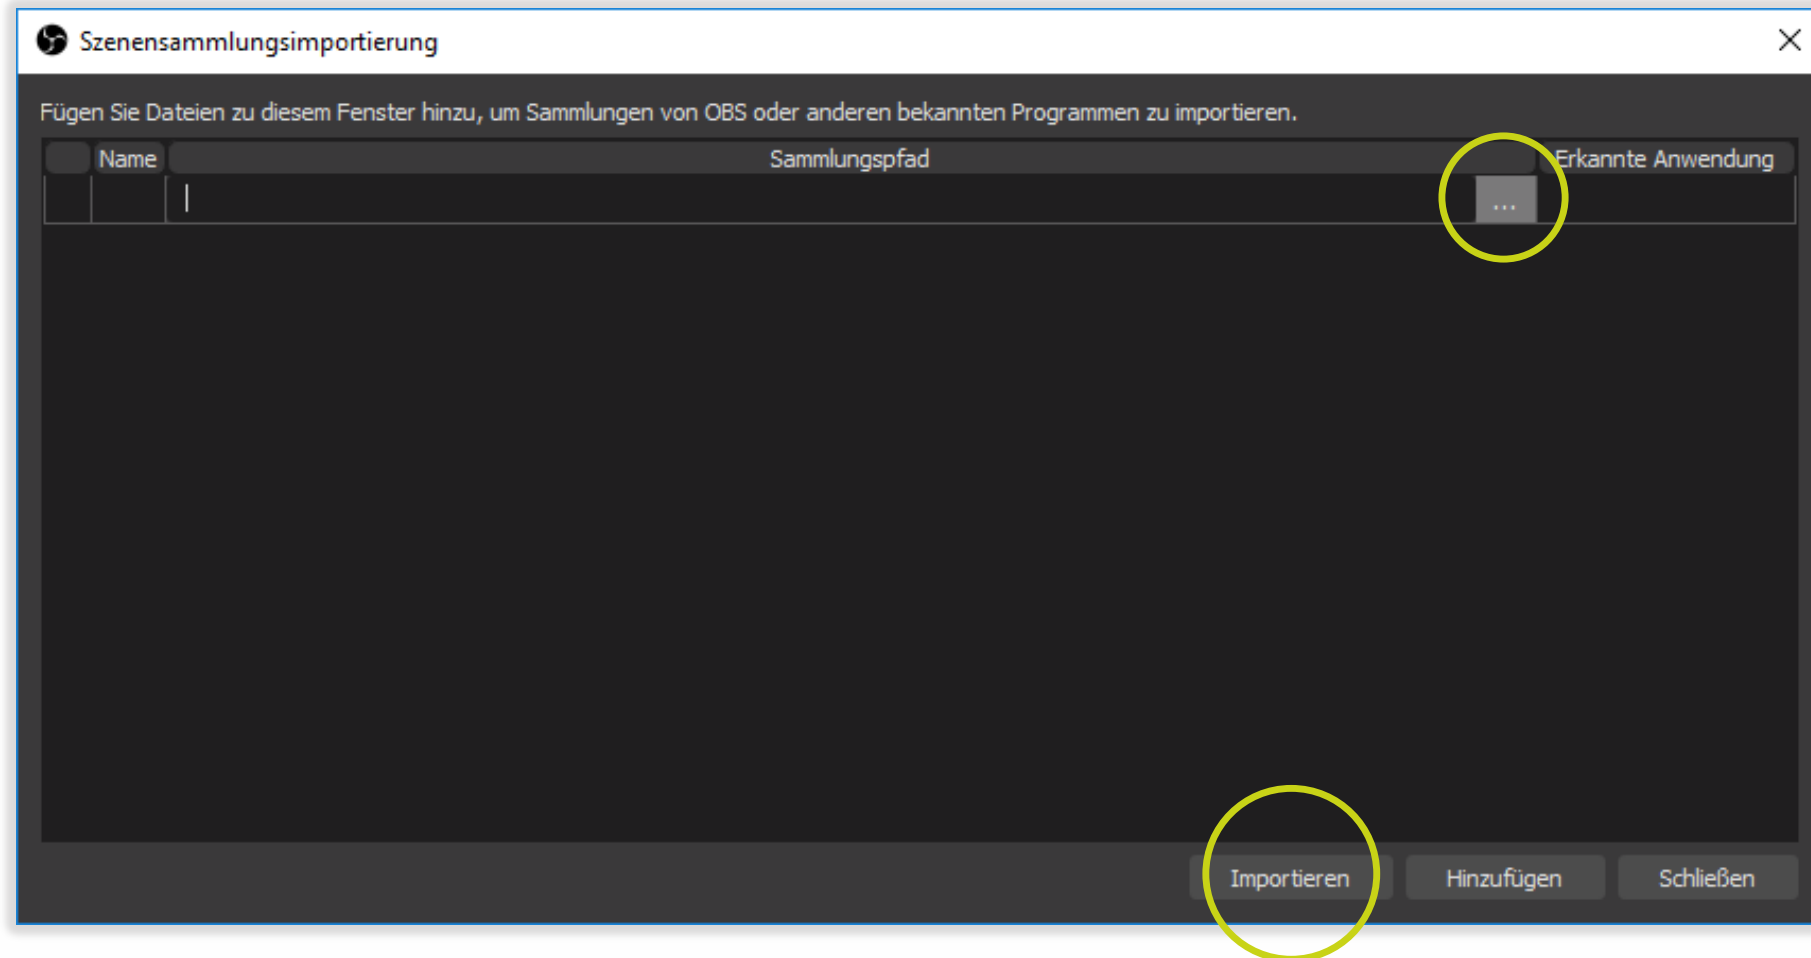 Szenensammlungsimportierung
Fügen Sie Dateien zu diesem Fenster hinzu, um Sammlungen von OBS oder anderen bekannten Programmen zu importieren.
Name Sammlungspfad Erkannte Anwendung
...
Importieren Hinzufügen Schließen